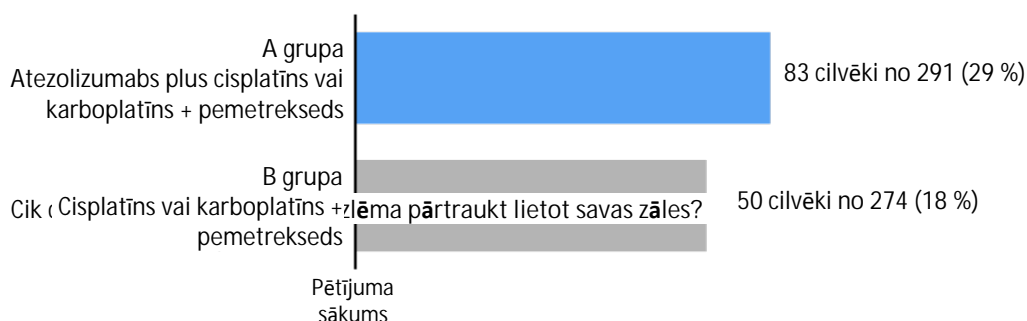 A grupa
Atezolizumabs plus cisplatīns vai
karboplatīns + pemetrekseds
83 cilvēki no 291 (29 %)
B grupa
Cik
Cisplatīns vai karboplatīns +
pārtraukt lietot savas zāles?
pemetrekseds
50 cilvēki no 274 (18 %)
Pētījuma
sākums